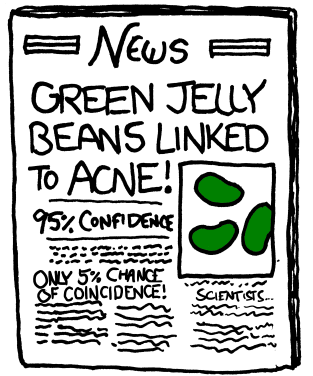 News
GREEN JELLY
BEANS LINKED
TO ACNE!
95% CONFIDENCE
ONLY 5% CHANCE
OF COINCIDENCE!
SCIENTISTS...